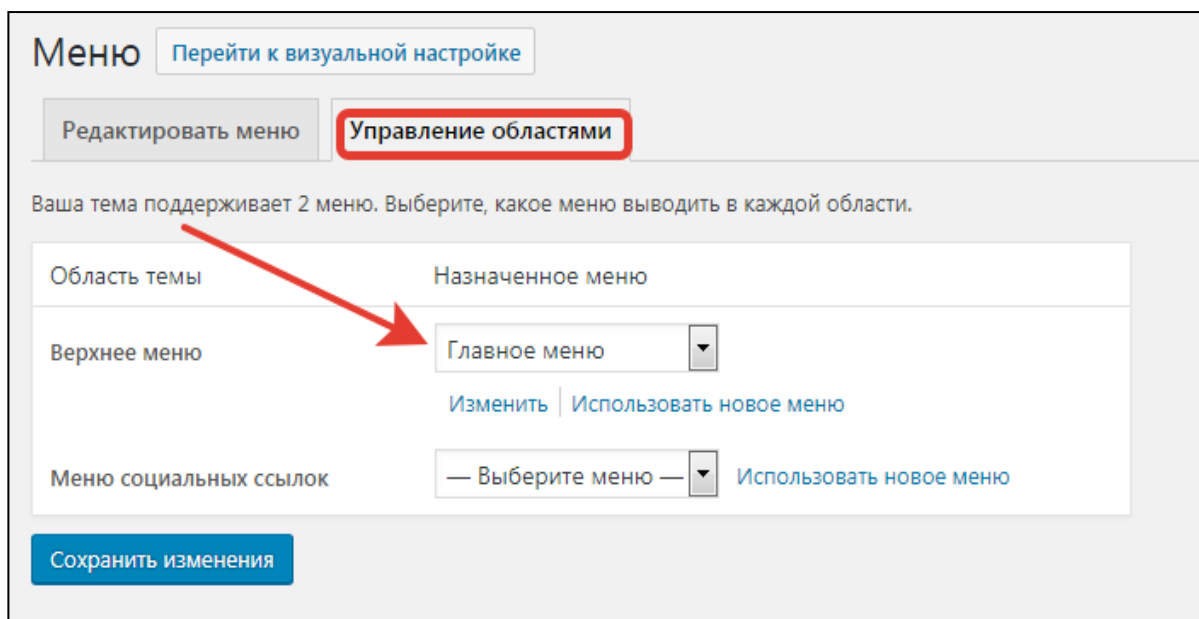 Меню Перейти к визуальной настройке
Редактировать меню Управление областями
Ваша тема поддерживает 2 меню. Выберите, какое меню выводить в каждой области.
Область темы Назначенное меню
Верхнее меню Главное меню
Изменить Использовать новое меню
Меню социальных ссылок — Выберите меню — Использовать новое меню
Сохранить изменения